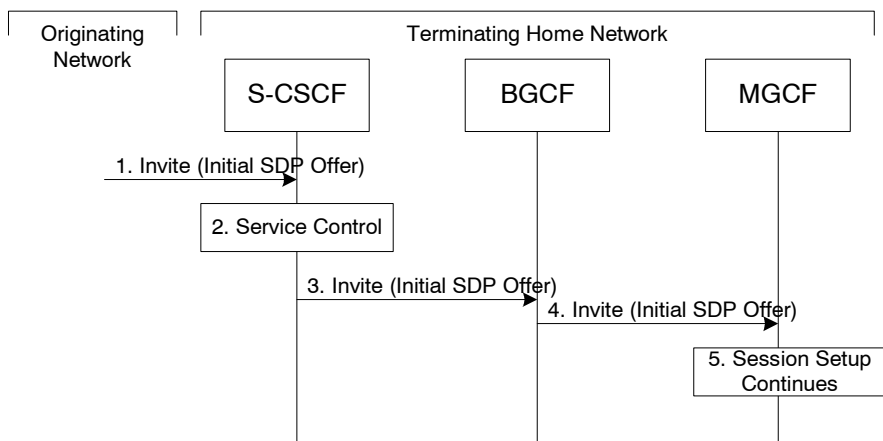 Originating
Network
Terminating Home Network
S-CSCF
BGCF
MGCF
1. Invite (Initial SDP Offer)
2. Service Control
3. Invite (Initial SDP Offer)
4. Invite (Initial SDP Offer)
5. Session Setup
Continues